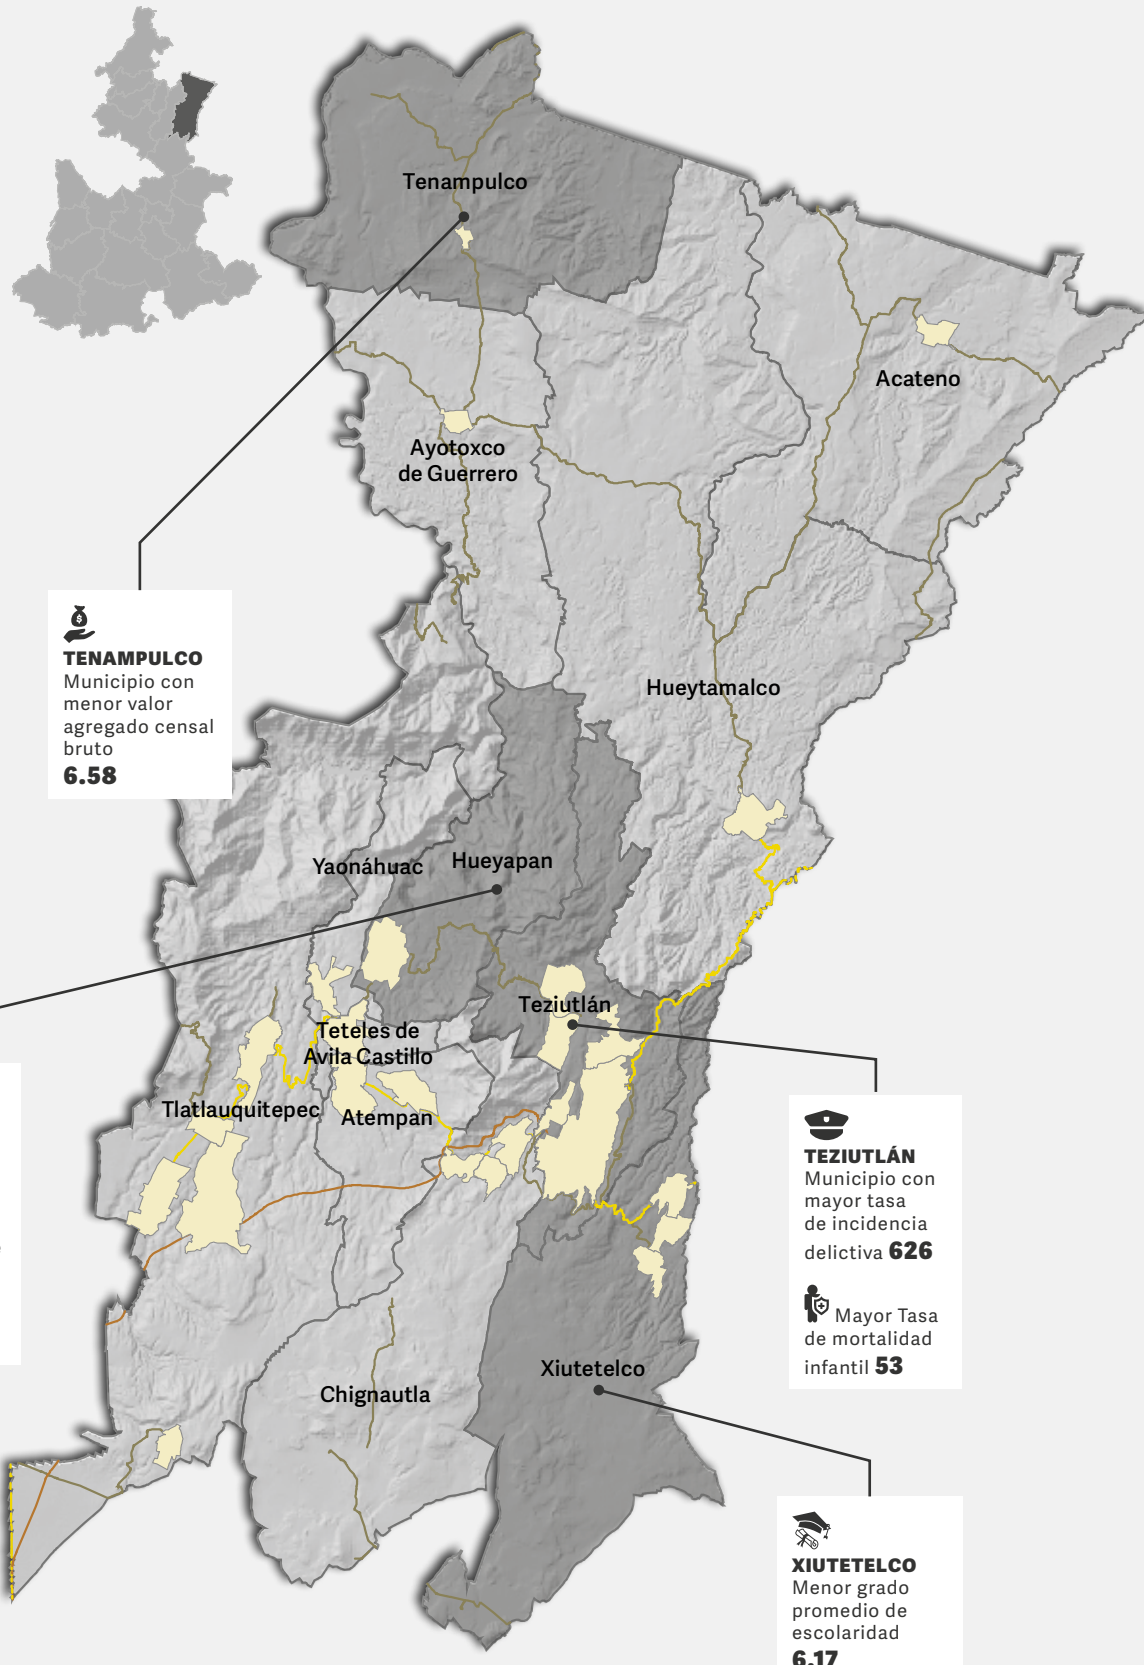 Tenampulco
Acateno
Ayotoxco
de Guerrero
TENAMPULCO
Municipio con
menor valor
agregado censal
bruto
6.58
Hueytamalco
Yaonáhuac
Hueyapan
Teziutlán
Teteles de
Avila Castillo
Tlatlauquitepec
Atempan
TEZIUTLÁN
Municipio con
mayor tasa
de incidencia
delictiva 626
Mayor Tasa
de mortalidad
infantil 53
Xiutetelco
Chignautla
XIUTETELCO
Menor grado
promedio de
escolaridad
6.17